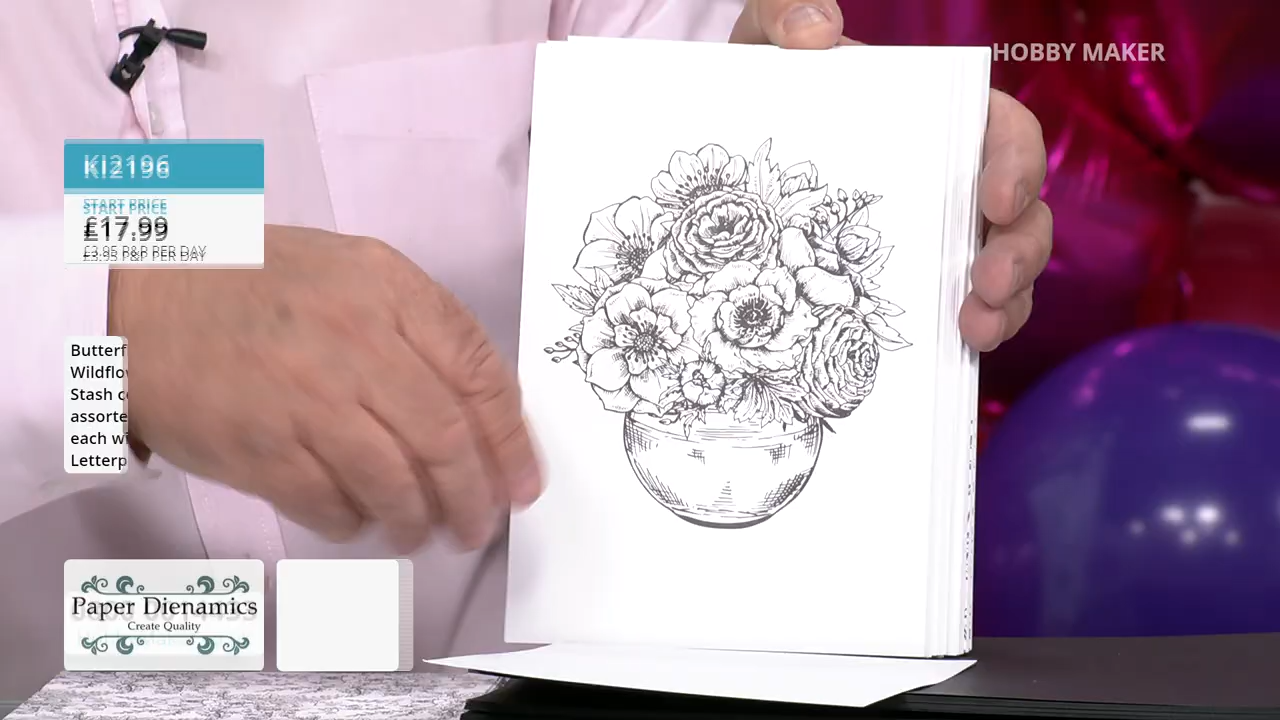 HOBBY MAKER
KI2196
START PRICE
£17.99
£3.95 P&P PER DAY
Butterf
Wildflo
Stash c
assorte
each wi
Letterp
Paper Dienamics
Create Quality